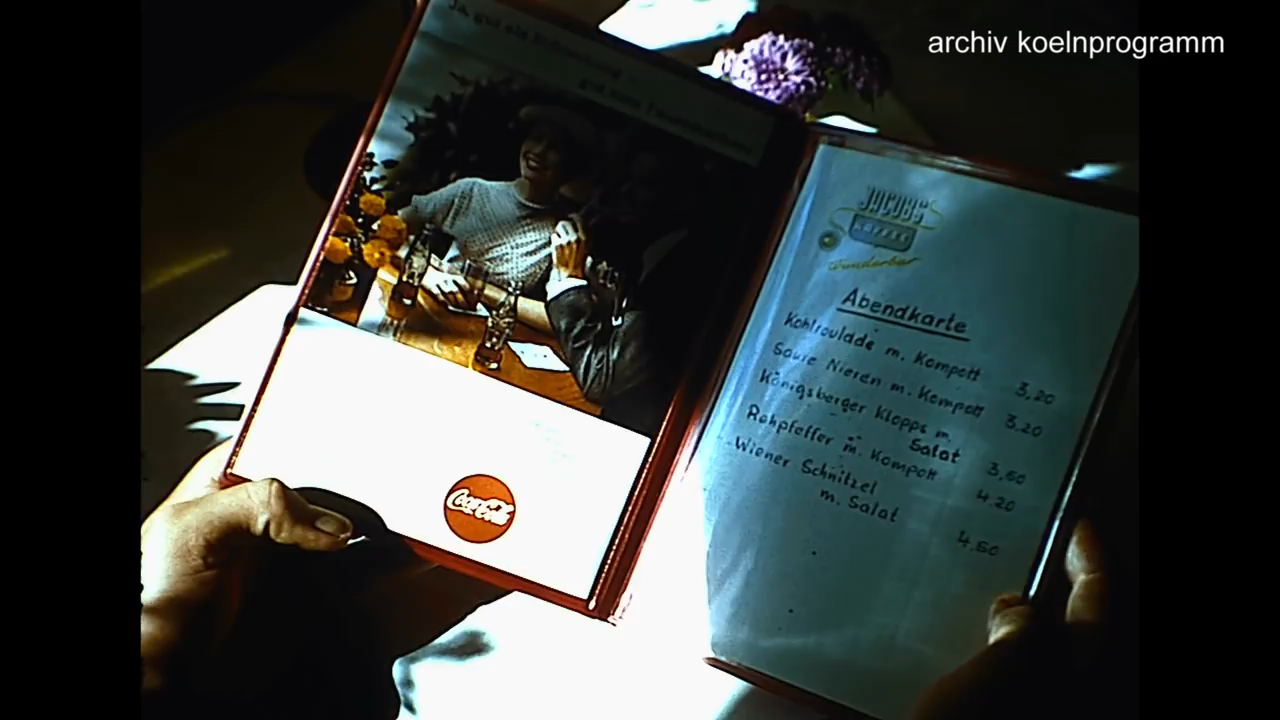 archiv koelnprogramm
JACOBS
KAFFEE
wunderbar
Abendkarte
Kohlroulade m. Kompott 3,20
Saure Nieren m. Kompott 3.20
Königsberger Klopps m.
Salat 3,60
m. Kompott 4.20
Wiener Schnitzel
m. Salat 4,60
Coca-Cola